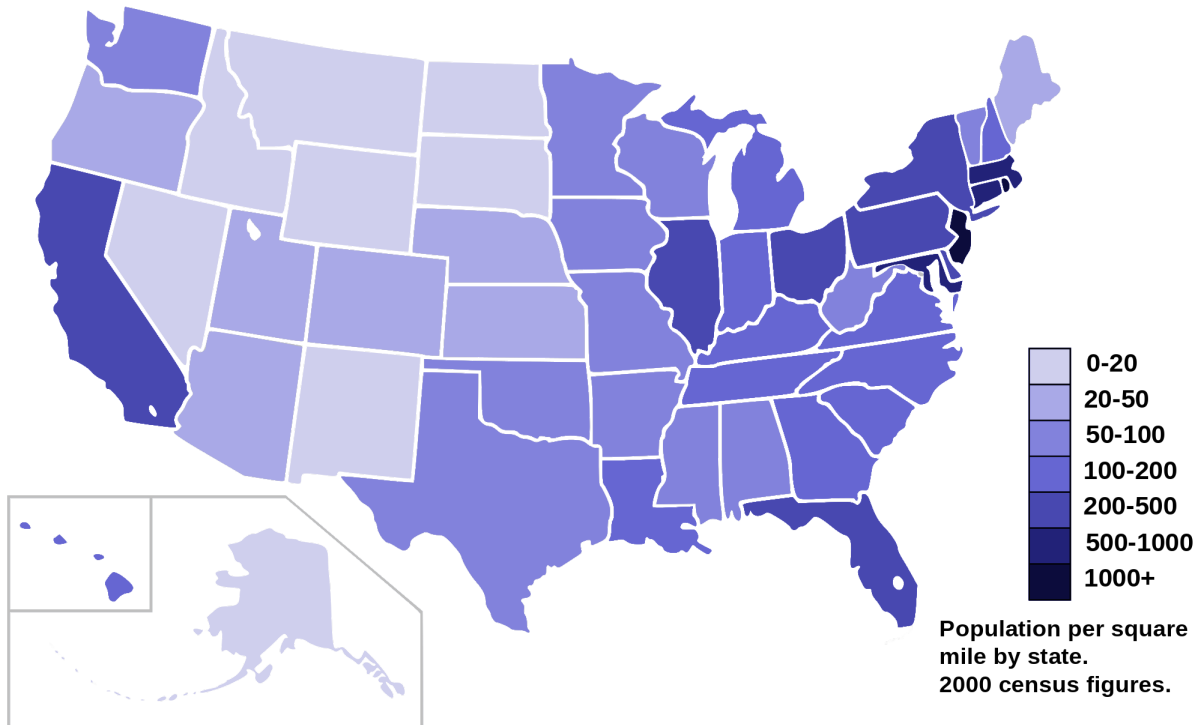 0-20
20-50
50-100
100-200
200-500
500-1000
1000+
Population per square
mile by state.
2000 census figures.